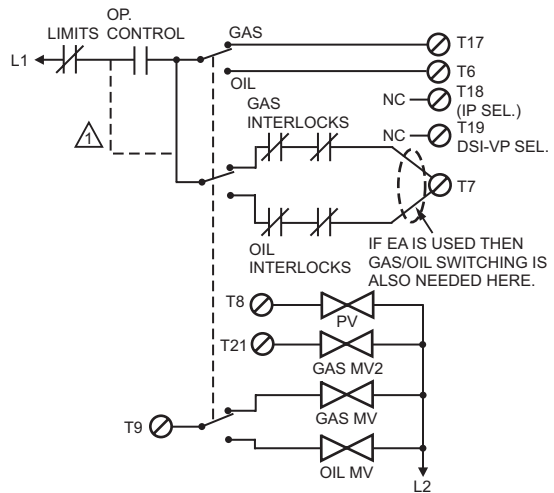 OP.
LIMITS CONTROL
GAS
L1
T17
T6
OIL
NC T18
(IP SEL.)
GAS
INTERLOCKS
1
NC T19
DSI-VP SEL.
T7
OIL
INTERLOCKS
IF EA IS USED THEN
GAS/OIL SWITCHING IS
ALSO NEEDED HERE.
T8
PV
T21
GAS MV2
GAS MV
T9
OIL MV
L2